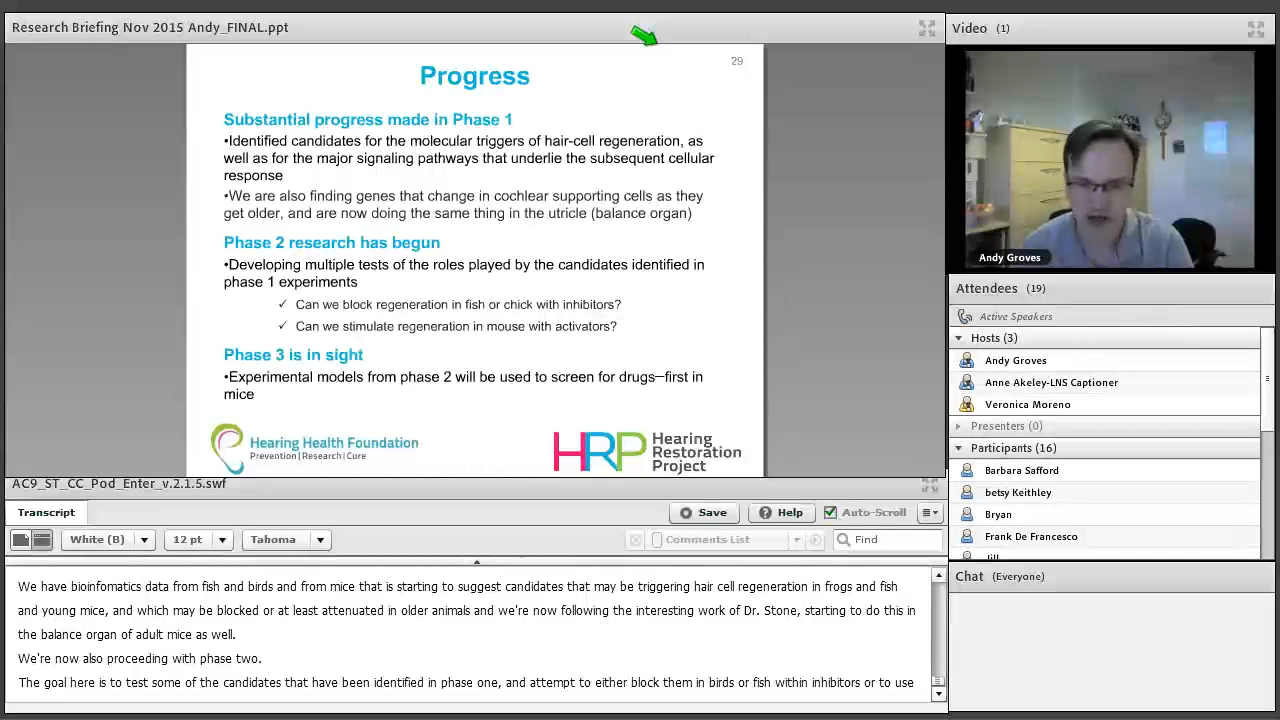 Research Briefing Nov 2015 Andy_FINAL.ppt
29
Progress
Substantial progress made in Phase 1
•Identified candidates for the molecular triggers of hair-cell regeneration, as
well as for the major signaling pathways that underlie the subsequent cellular
response
•We are also finding genes that change in cochlear supporting cells as they
get older, and are now doing the same thing in the utricle (balance organ)
Phase 2 research has begun
•Developing multiple tests of the roles played by the candidates identified in
phase 1 experiments
✓ Can we block regeneration in fish or chick with inhibitors?
✓ Can we stimulate regeneration in mouse with activators?
Phase 3 is in sight
•Experimental models from phase 2 will be used to screen for drugs—first in
mice
Hearing Health Foundation
Prevention|Research|Cure
HRP Hearing
Restoration
Project
AC9_ST_CC_Pod_Enter_v.2.1.5.swf
Transcript
Save
Help
Auto-Scroll
White (B)
12 pt
Tahoma
Comments List
Find
We have bioinfomatics data from fish and birds and from mice that is starting to suggest candidates that may be triggering hair cell regeneration in frogs and fish
and young mice, and which may be blocked or at least attenuated in older animals and we're now following the interesting work of Dr. Stone, starting to do this in
the balance organ of adult mice as well.
We're now also proceeding with phase two.
The goal here is to test some of the candidates that have been identified in phase one, and attempt to either block them in birds or fish within inhibitors or to use
Video (1)
Andy Groves
Attendees (19)
Active Speakers
Hosts (3)
Andy Groves
Anne Akeley-LNS Captioner
Veronica Moreno
Presenters (0)
Participants (16)
Barbara Safford
betsy Keithley
Bryan
Frank De Francesco
Chat (Everyone)